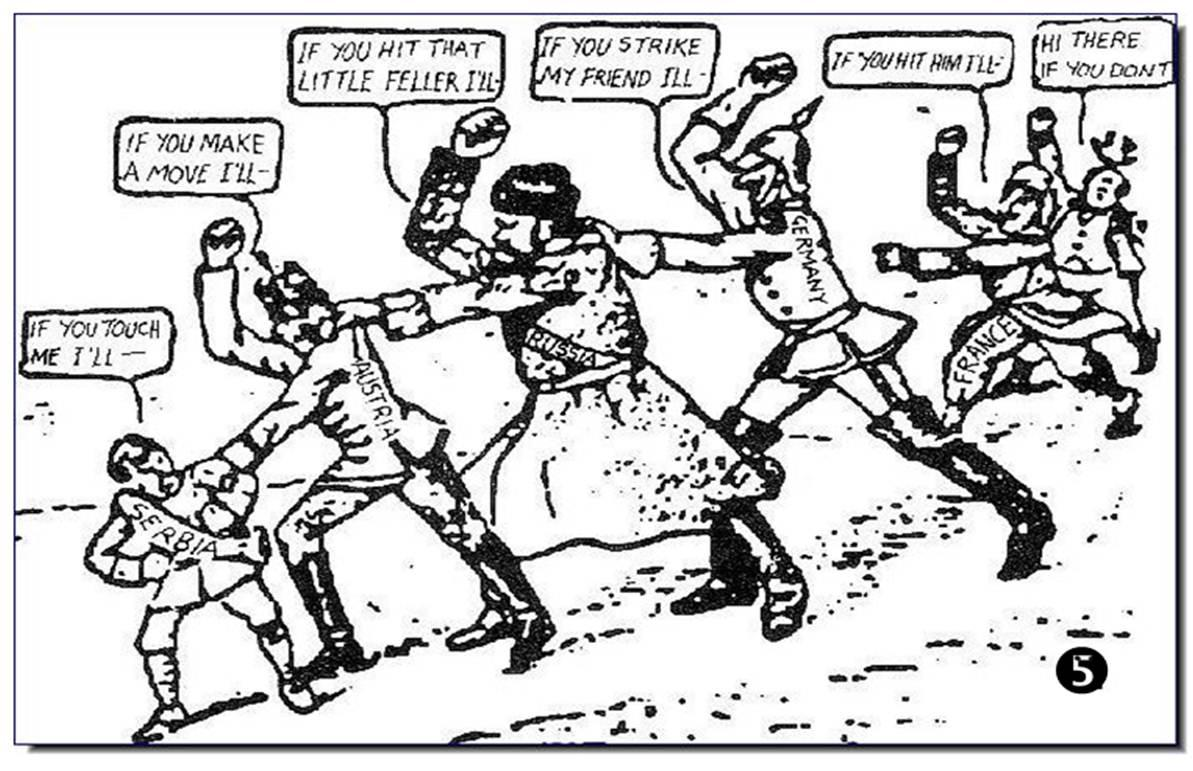 IF YOU TOUCH
ME I'LL —
IF YOU MAKE
A MOVE I'LL-
IF YOU HIT THAT
LITTLE FELLER I'LL-
IF YOU STRIKE
MY FRIEND ILL -
IF YOU HIT HIM I'LL-
HI THERE
IF YOU DONT
SERBIA
AUSTRIA
RUSSIA
GERMANY
FRANCE
5